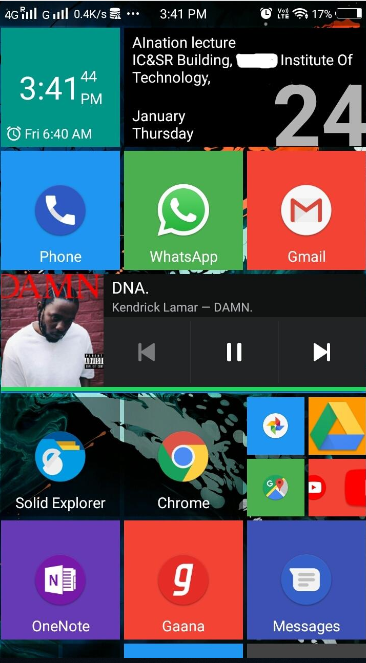 4G R G 0.4K/s ... 3:41 PM VoI LTE 17%
3:41 44 PM
Fri 6:40 AM
AInation lecture
IC&SR Building, Institute Of
Technology,
January
Thursday
24
Phone
WhatsApp
Gmail
DAMN
DNA.
Kendrick Lamar — DAMN.
Solid Explorer
Chrome
OneNote
Gaana
Messages